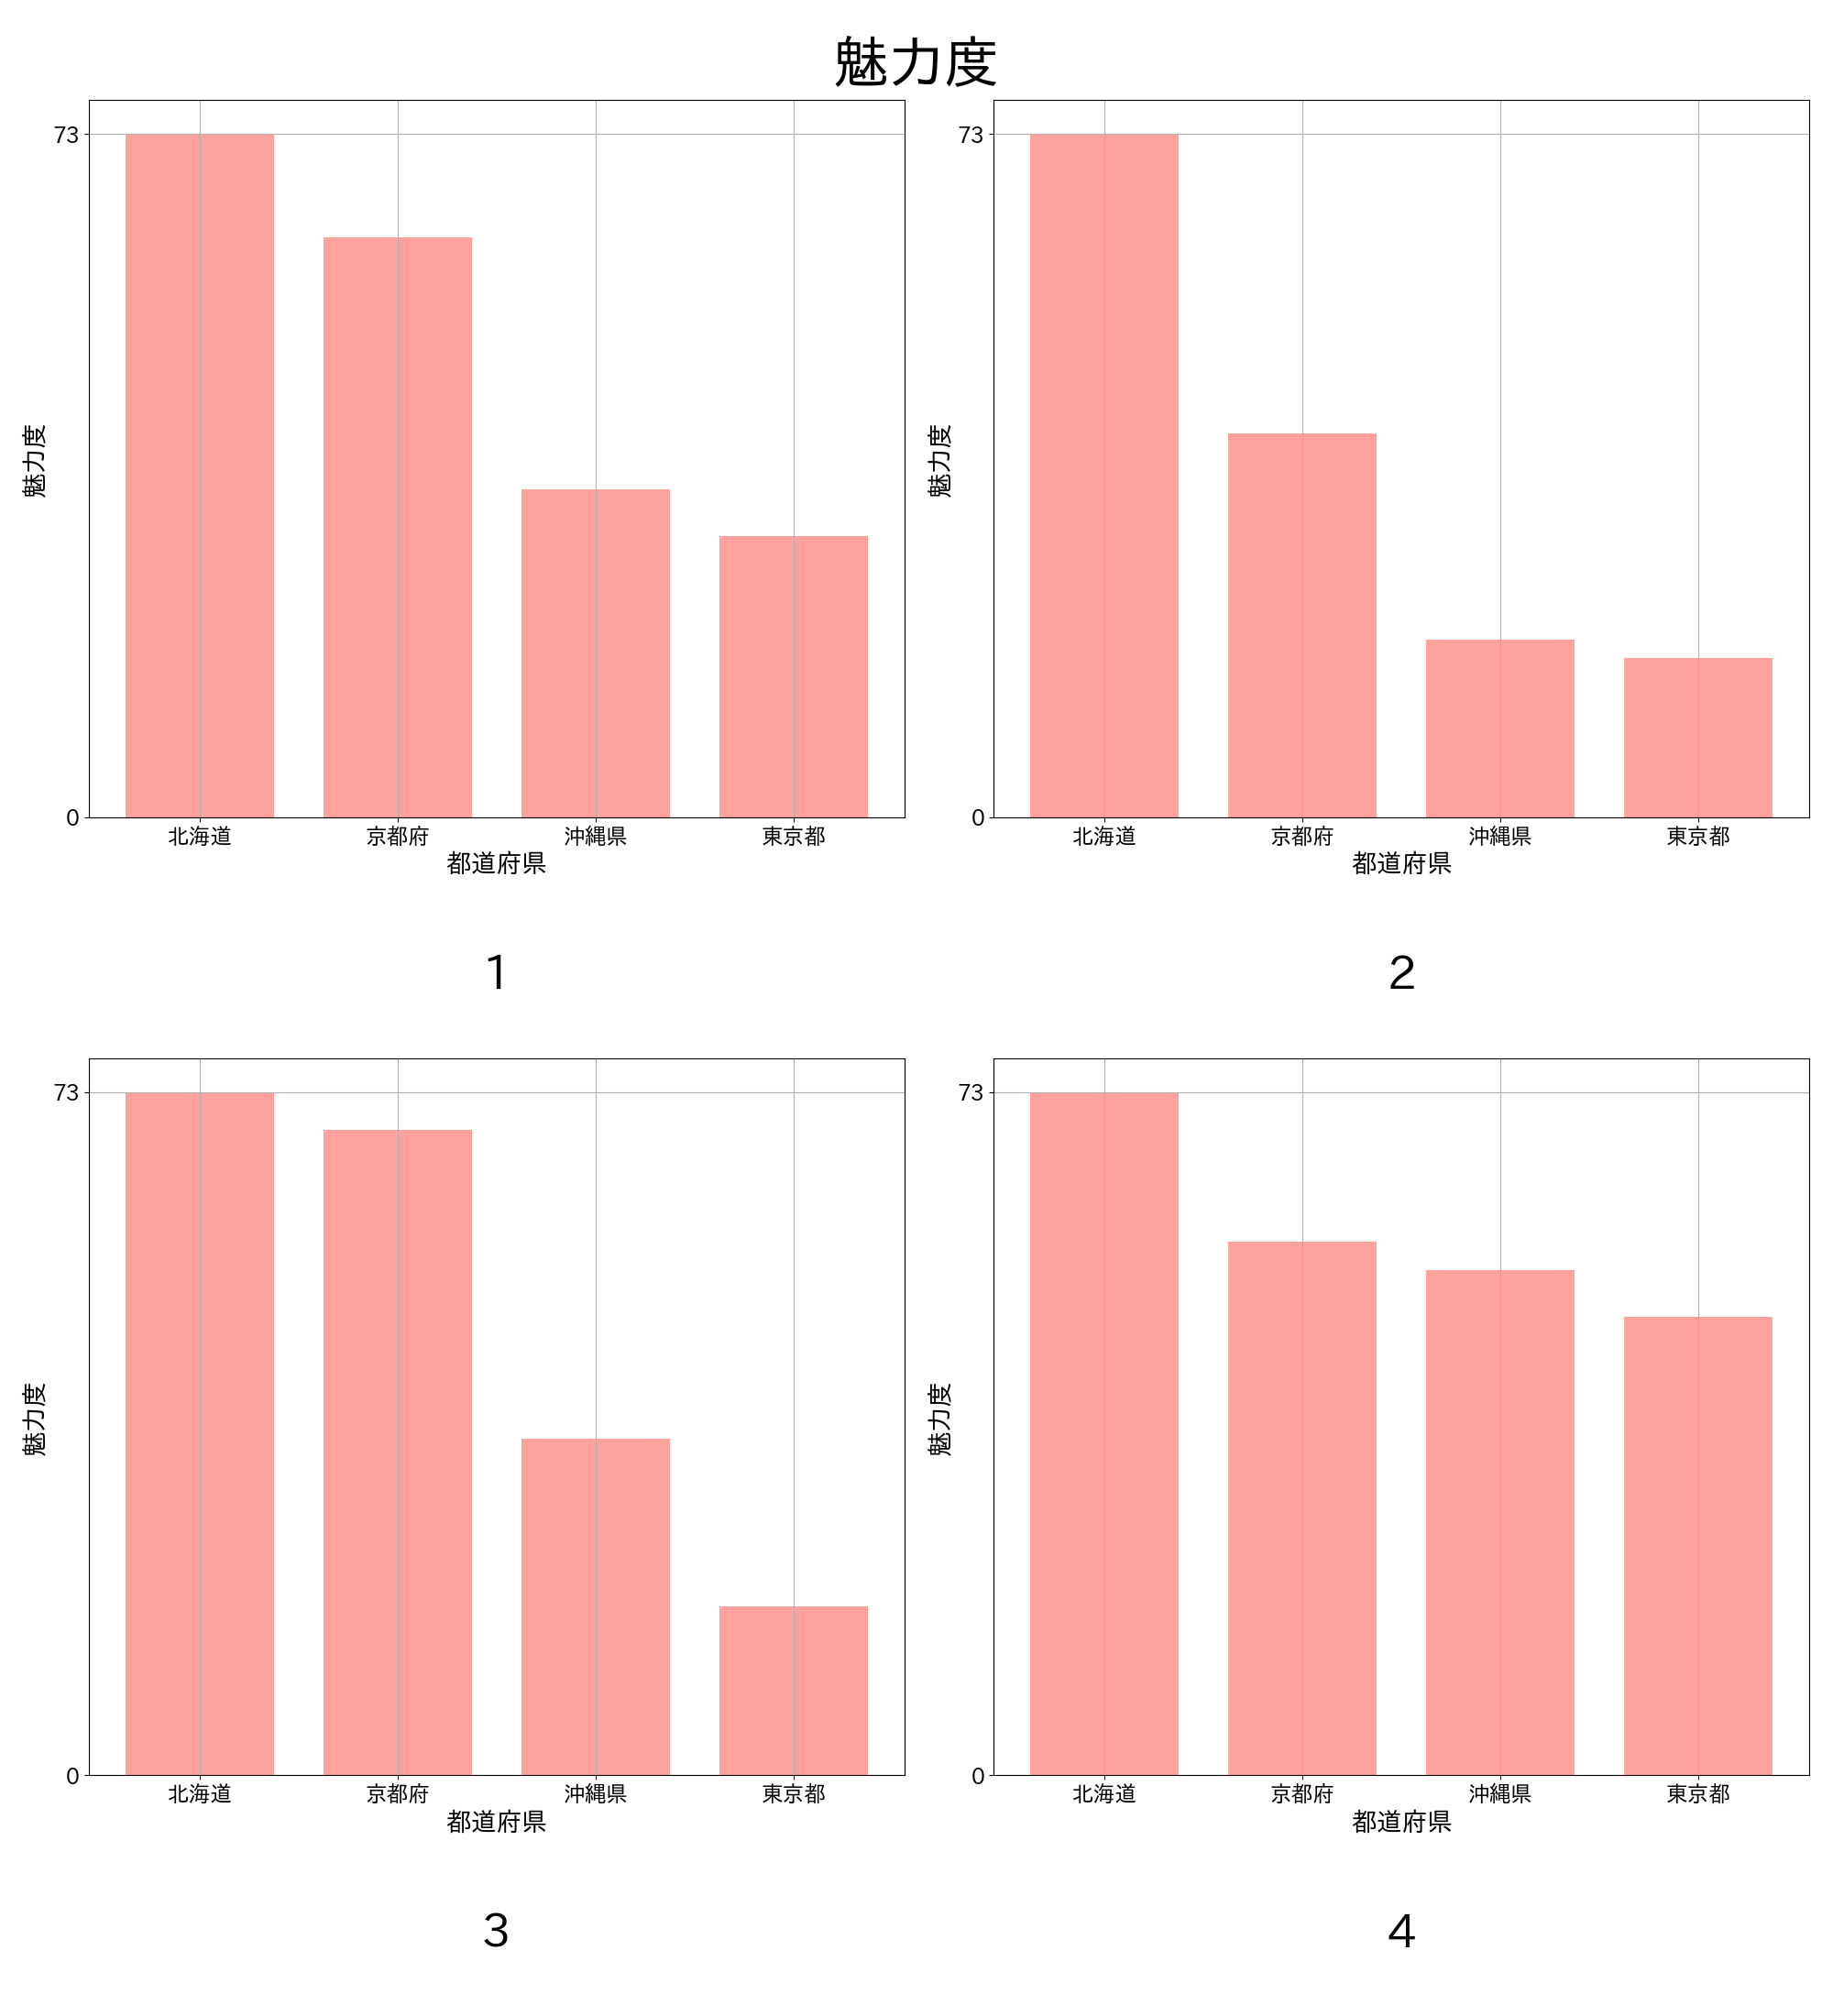 魅力度
73
魅力度
0
北海道 京都府 沖縄県 東京都
都道府県
1
73
魅力度
0
北海道 京都府 沖縄県 東京都
都道府県
2
73
魅力度
0
北海道 京都府 沖縄県 東京都
都道府県
3
73
魅力度
0
北海道 京都府 沖縄県 東京都
都道府県
4